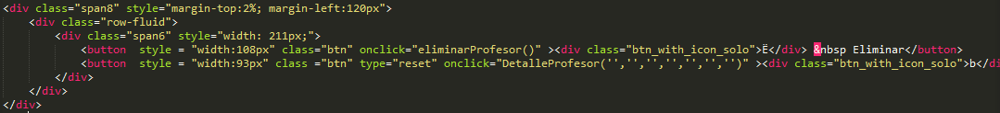 <div class="span8" style="margin-top:2%; margin-left:120px">
<div class="row-fluid">
<div class="span6" style="width: 211px;">
<button style = "width:108px" class="btn" onclick="eliminarProfesor()" ><div class="btn_with_icon_solo">Ë</div> &nbsp Eliminar</button>
<button style = "width:93px" class ="btn" type="reset" onclick="DetalleProfesor('','','','','','','')" ><div class="btn_with_icon_solo">b</di
</div>
</div>
</div>